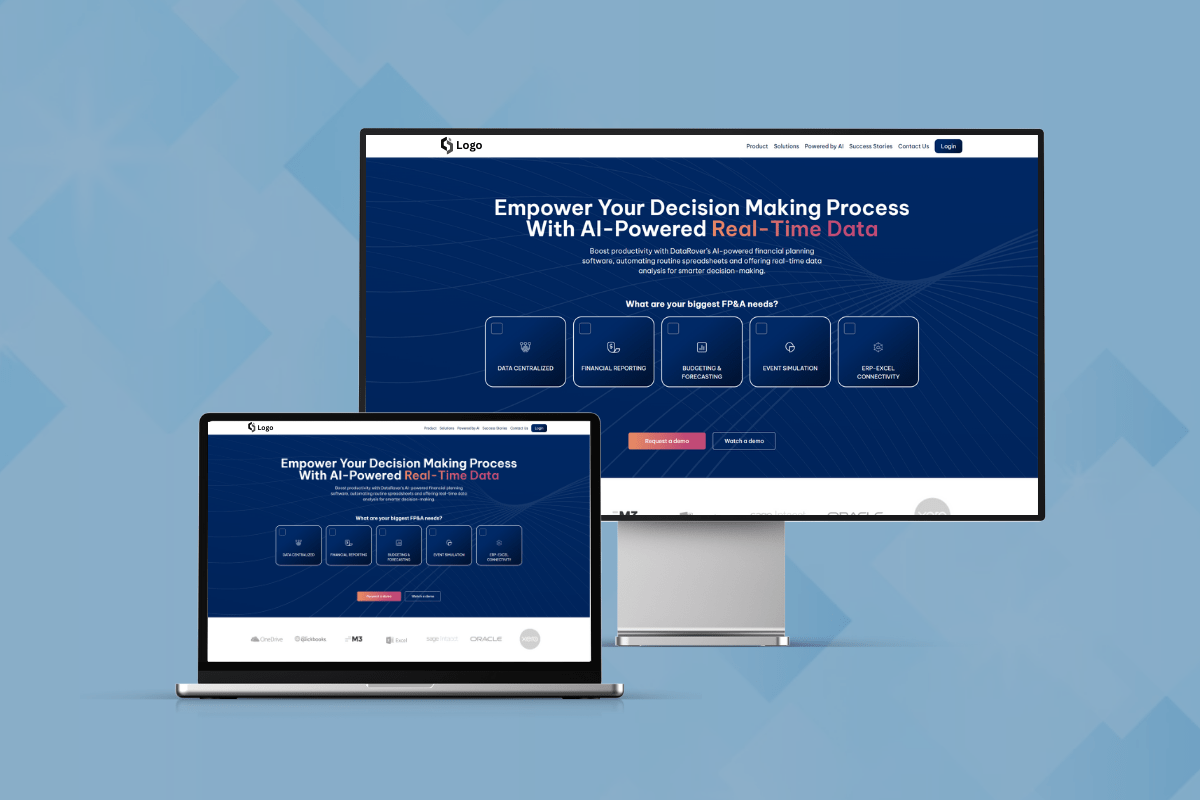 Logo
Product Solutions Powered by AI Success Stories Contact Us Login
Empower Your Decision Making Process
With AI-Powered Real-Time Data
Boost productivity with DataRover's AI-powered financial planning
software, automating routine spreadsheets and offering real-time data
analysis for smarter decision-making.
What are your biggest FP&A needs?
DATA CENTRALIZED
FINANCIAL REPORTING
BUDGETING &
FORECASTING
EVENT SIMULATION
ERP-EXCEL
CONNECTIVITY
Request a demo
Watch a demo
M3
sage Intacct
ORACLE
xero
Logo
Product Solutions Powered by AI Success Stories Contact Us Login
Empower Your Decision Making Process
With AI-Powered Real-Time Data
Boost productivity with DataRover's AI-powered financial planning
software, automating routine spreadsheets and offering real-time data
analysis for smarter decision-making.
What are your biggest FP&A needs?
DATA CENTRALIZED
FINANCIAL REPORTING
BUDGETING &
FORECASTING
EVENT SIMULATION
ERP-EXCEL
CONNECTIVITY
Request a demo
Watch a demo
OneDrive
quickbooks
M3
Excel
sage Intacct
ORACLE
xero